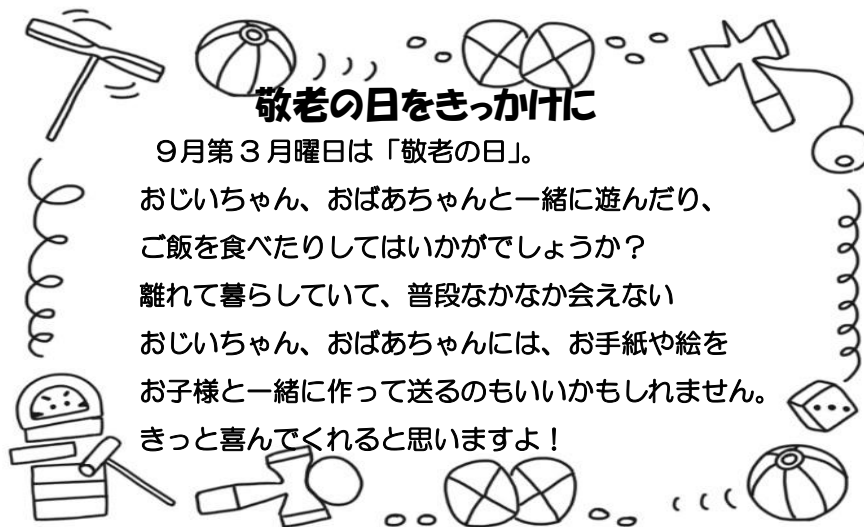 敬老の日をきっかけに
９月第３月曜日は「敬老の日」。
おじいちゃん、おばあちゃんと一緒に遊んだり、
ご飯を食べたりしてはいかがでしょうか？
離れて暮らしていて、普段なかなか会えない
おじいちゃん、おばあちゃんには、お手紙や絵を
お子様と一緒に作って送るのもいいかもしれません。
きっと喜んでくれると思いますよ！